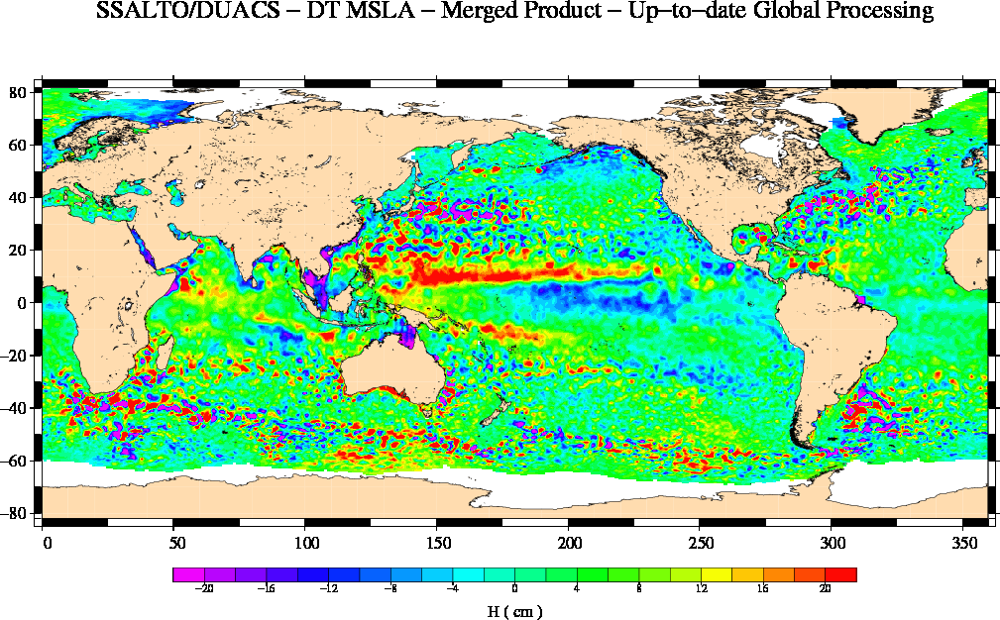 SSALTO/DUACS – DT MSLA – Merged Product – Up–to–date Global Processing
80
60
40
20
0
−20
−40
−60
−80
0 50 100 150 200 250 300 350
−20 −16 −12 −8 −4 0 4 8 12 16 20
H ( cm )